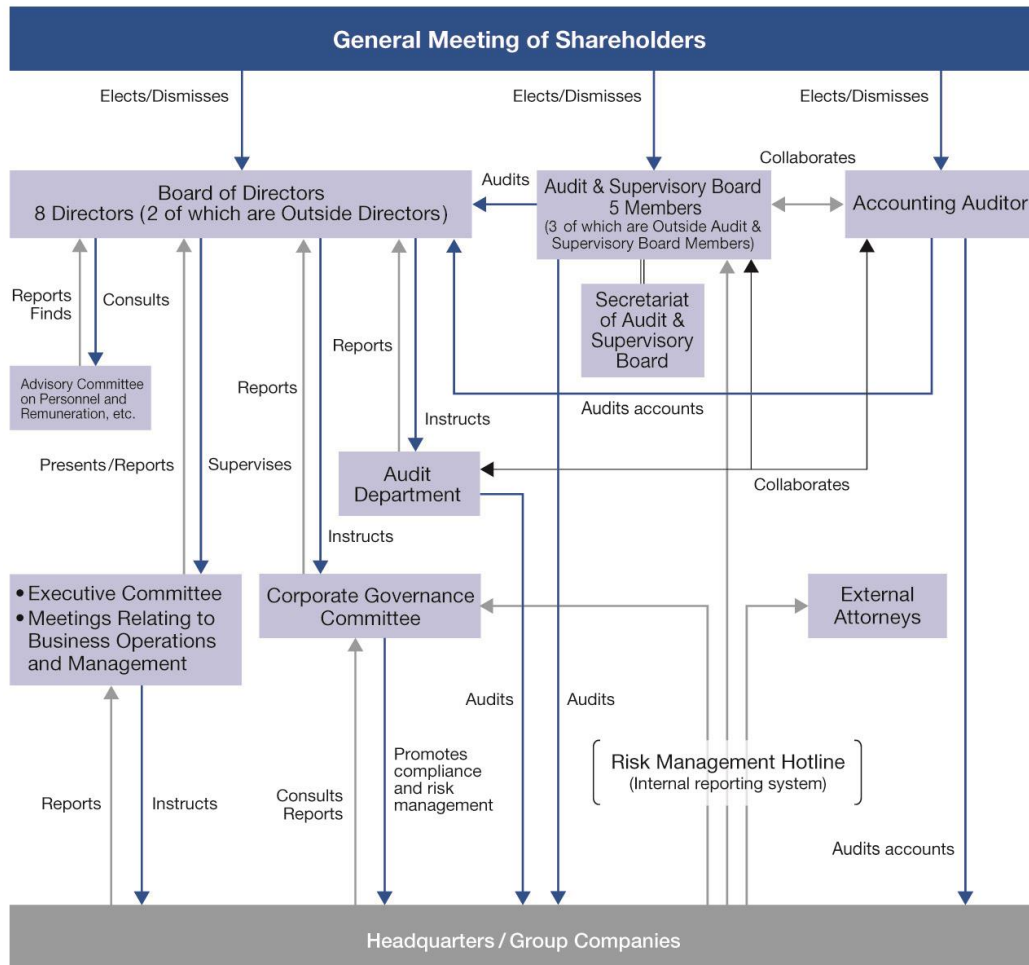 General Meeting of Shareholders
Elects/Dismisses
Elects/Dismisses
Elects/Dismisses
Collaborates
Board of Directors
8 Directors (2 of which are Outside Directors)
Audits
Audit & Supervisory Board
5 Members
(3 of which are Outside Audit &
Supervisory Board Members)
Accounting Auditor
Reports
Finds
Consults
Reports
Secretariat
of Audit &
Supervisory
Board
Advisory Committee
on Personnel and
Remuneration, etc.
Reports
Instructs
Audits accounts
Presents/Reports
Supervises
Audit
Department
Collaborates
Instructs
• Executive Committee
• Meetings Relating to
Business Operations
and Management
Corporate Governance
Committee
External
Attorneys
Audits
Audits
Promotes
compliance
and risk
management
Risk Management Hotline
(Internal reporting system)
Reports
Instructs
Consults
Reports
Audits accounts
Headquarters / Group Companies